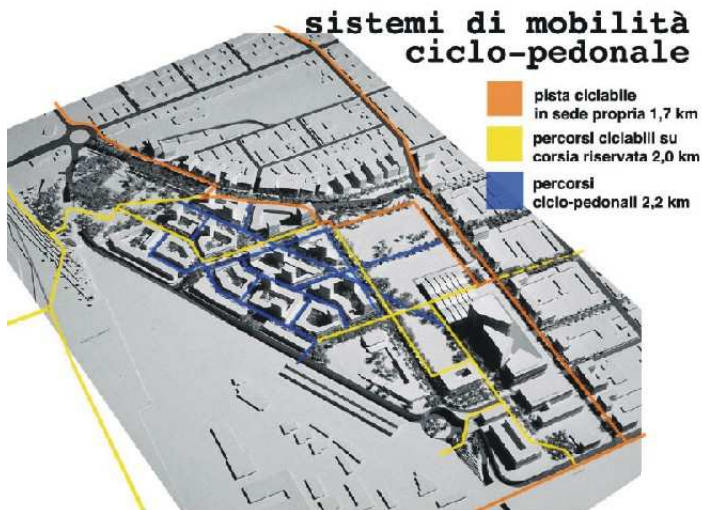 sistemi di mobilità
ciclo-pedonale
pista ciclabile
in sede propria 1,7 km
percorsi ciclabili su
corsia riservata 2,0 km
percorsi
ciclo-pedonali 2,2 km